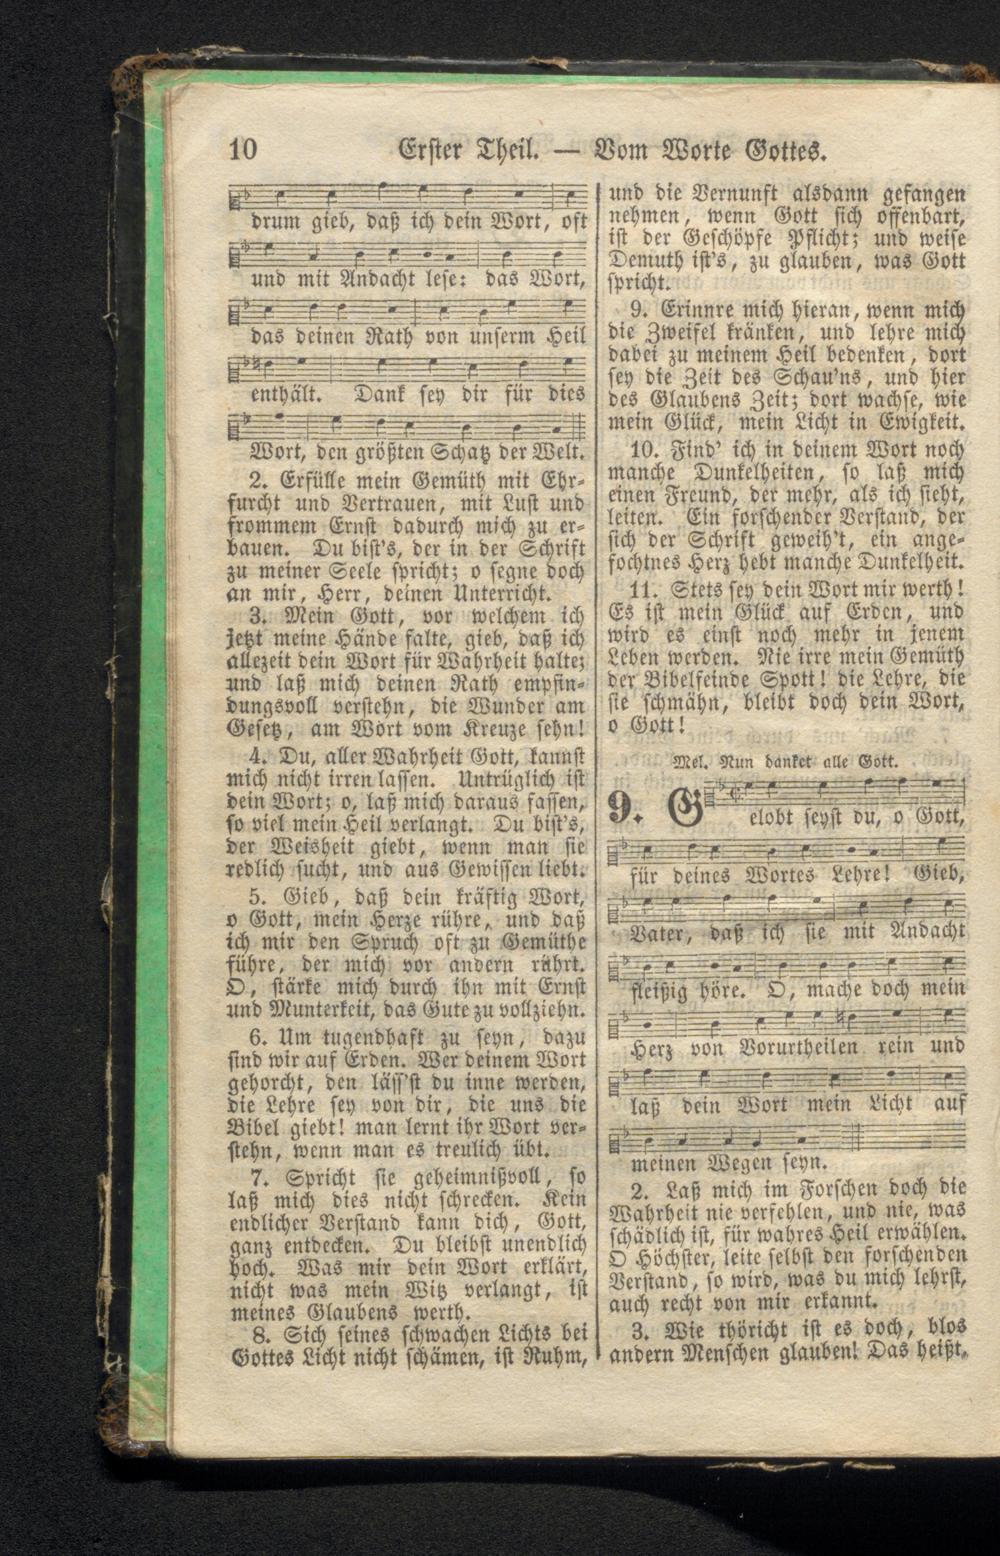 10 Erster Theil. — Vom Worte Gottes.
drum gieb, daß ich dein Wort, oft
und mit Andacht lese: das Wort,
das deinen Rath von unserm Heil
enthält. Dank sey dir für dies
Wort, den größten Schatz der Welt.
2. Erfülle mein Gemüth mit Ehr-
furcht und Vertrauen, mit Lust und
frommem Ernst dadurch mich zu er-
bauen. Du bist's, der in der Schrift
zu meiner Seele spricht; o segne doch
an mir, Herr, deinen Unterricht.
3. Mein Gott, vor welchem ich
jetzt meine Hände falte, gieb, daß ich
allezeit dein Wort für Wahrheit halte;
und laß mich deinen Rath empfin-
dungsvoll verstehn, die Wunder am
Gesetz, am Wort vom Kreuze sehn!
4. Du, aller Wahrheit Gott, kannst
mich nicht irren lassen. Untrüglich ist
dein Wort; o, laß mich daraus fassen,
so viel mein Heil verlangt. Du bist's,
der Weisheit giebt, wenn man sie
redlich sucht, und aus Gewissen liebt.
5. Gieb, daß dein kräftig Wort,
o Gott, mein Herze rühre, und daß
ich mir den Spruch oft zu Gemüthe
führe, der mich vor andern rührt.
O, stärke mich durch ihn mit Ernst
und Munterkeit, das Gute zu vollziehn.
6. Um tugendhaft zu seyn, dazu
sind wir auf Erden. Wer deinem Wort
gehorcht, den läss'st du inne werden,
die Lehre sey von dir, die uns die
Bibel giebt! man lernt ihr Wort ver-
stehn, wenn man es treulich übt.
7. Spricht sie geheimnißvoll, so
laß mich dies nicht schrecken. Kein
endlicher Verstand kann dich, Gott,
ganz entdecken. Du bleibst unendlich
hoch. Was mir dein Wort erklärt,
nicht was mein Witz verlangt, ist
meines Glaubens werth.
8. Sich seines schwachen Lichts bei
Gottes Licht nicht schämen, ist Ruhm,
und die Vernunft alsdann gefangen
nehmen, wenn Gott sich offenbart,
ist der Geschöpfe Pflicht; und weise
Demuth ist's, zu glauben, was Gott
spricht.
9. Erinnre mich hieran, wenn mich
die Zweifel kränken, und lehre mich
dabei zu meinem Heil bedenken, dort
sey die Zeit des Schau'ns, und hier
des Glaubens Zeit; dort wachse, wie
mein Glück, mein Licht in Ewigkeit.
10. Find' ich in deinem Wort noch
manche Dunkelheiten, so laß mich
einen Freund, der mehr, als ich sieht,
leiten. Ein forschender Verstand, der
sich der Schrift geweih't, ein ange-
fochtnes Herz hebt manche Dunkelheit.
11. Stets sey dein Wort mir werth!
Es ist mein Glück auf Erden, und
wird es einst noch mehr in jenem
Leben werden. Nie irre mein Gemüth
der Bibelfeinde Spott! die Lehre, die
sie schmähn, bleibt doch dein Wort,
o Gott!
Mel. Nun danket alle Gott.
9. Gelobt seyst du, o Gott,
für deines Wortes Lehre! Gieb,
Vater, daß ich sie mit Andacht
fleißig höre. O, mache doch mein
Herz von Vorurtheilen rein und
laß dein Wort mein Licht auf
meinen Wegen seyn.
2. Laß mich im Forschen doch die
Wahrheit nie verfehlen, und nie, was
schädlich ist, für wahres Heil erwählen.
O Höchster, leite selbst den forschenden
Verstand, so wird, was du mich lehrst,
auch recht von mir erkannt.
3. Wie thöricht ist es doch, blos
andern Menschen glauben! Das heißt,